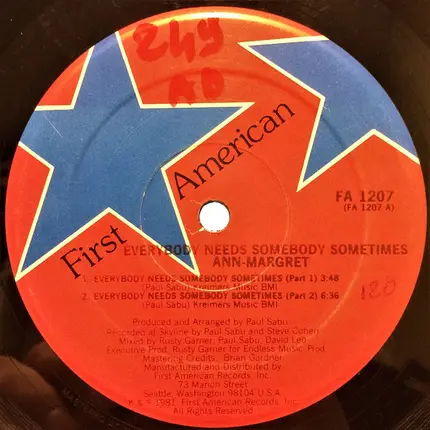 249
AD
First American
FA 1207
(FA 1207 A)
EVERYBODY NEEDS SOMEBODY SOMETIMES
ANN-MARGRET
1. EVERYBODY NEEDS SOMEBODY SOMETIMES (Part 1) 3:48
(Paul Sabu) Kreimers Music BMI
2. EVERYBODY NEEDS SOMEBODY SOMETIMES (Part 2) 6:36
(Paul Sabu) Kreimers Music BMI
120
Produced and Arranged by Paul Sabu
Recorded at Skyline by Paul Sabu and Steve Cohen
Mixed by Rusty Garner, Paul Sabu, David Leo
Executive Prod. Rusty Garner for Endless Music Prod.
Mastering Credits: Brian Gardner
Manufactured and Distributed by
First American Records, Inc.
73 Marion Street
Seattle, Washington 98104 U.S.A.
1981 First American Records, Inc.
All Rights Reserved